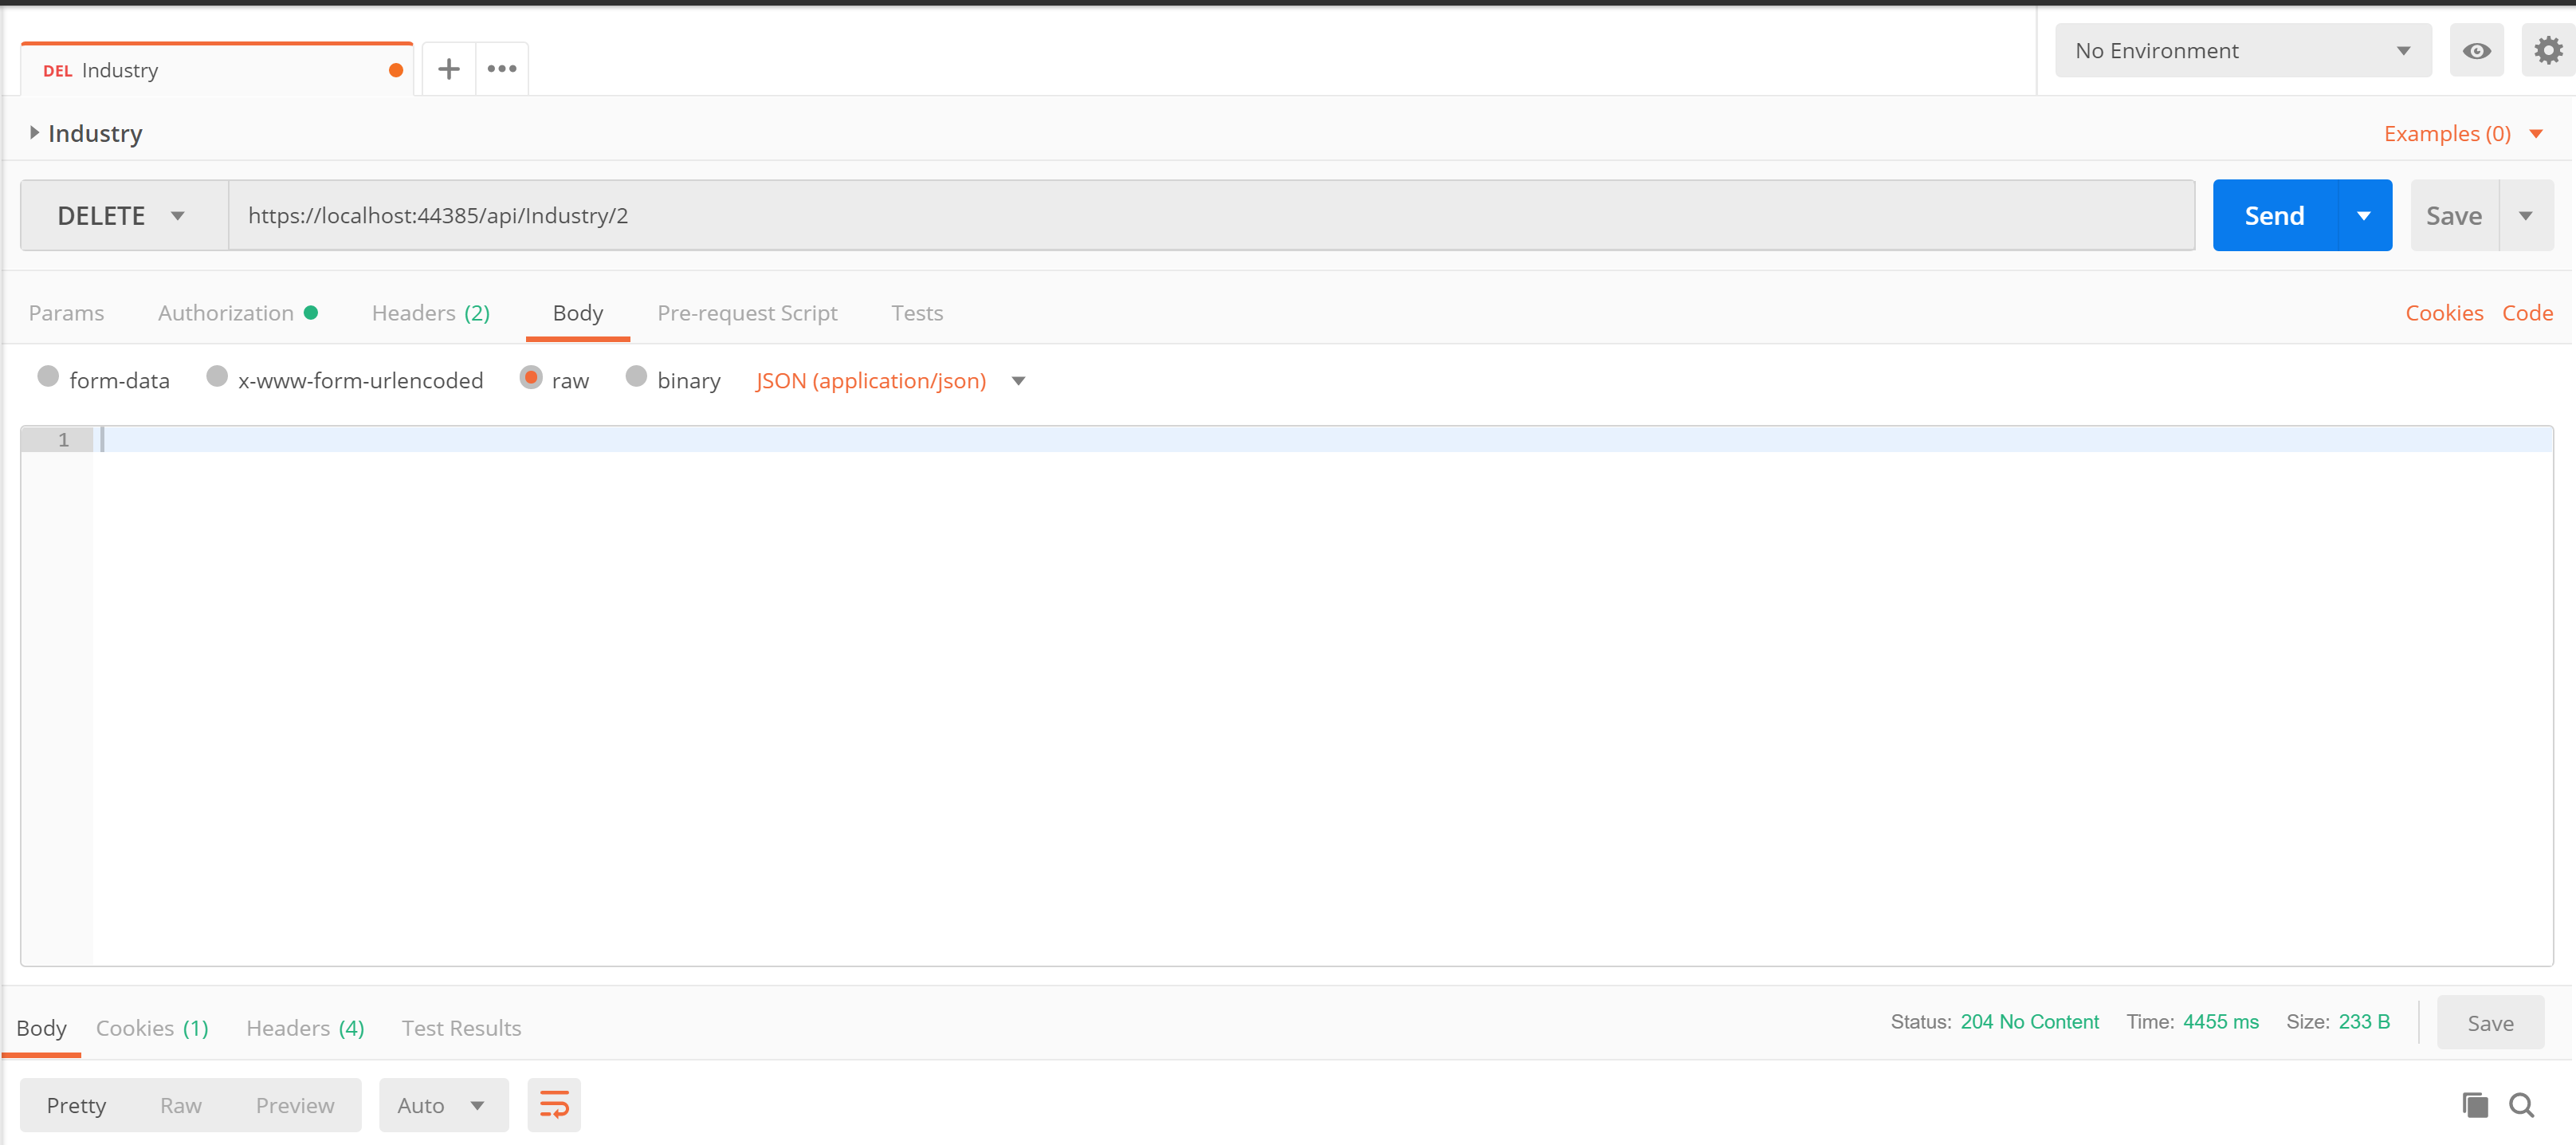 DEL Industry
No Environment
Industry
Examples (0)
DELETE https://localhost:44385/api/Industry/2 Send Save
Params Authorization Headers (2) Body Pre-request Script Tests Cookies Code
form-data x-www-form-urlencoded raw binary JSON (application/json)
1
Body Cookies (1) Headers (4) Test Results Status: 204 No Content Time: 4455 ms Size: 233 B Save
Pretty Raw Preview Auto